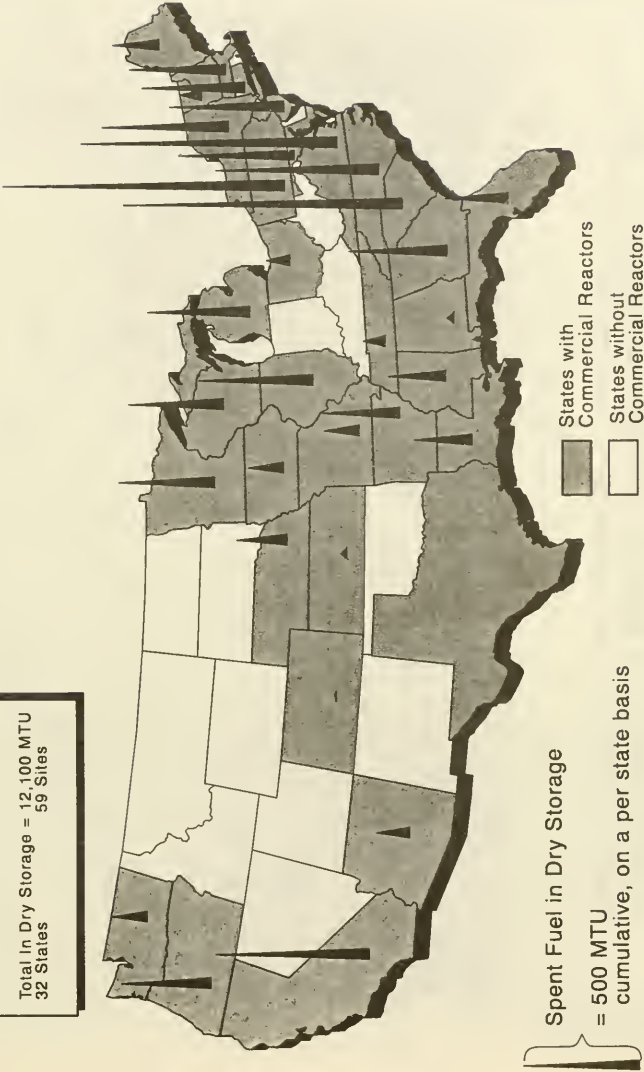 Total In Dry Storage = 12,100 MTU
32 States 59 Sites
States with
Commercial Reactors
States without
Commercial Reactors
Spent Fuel in Dry Storage
= 500 MTU
cumulative, on a per state basis